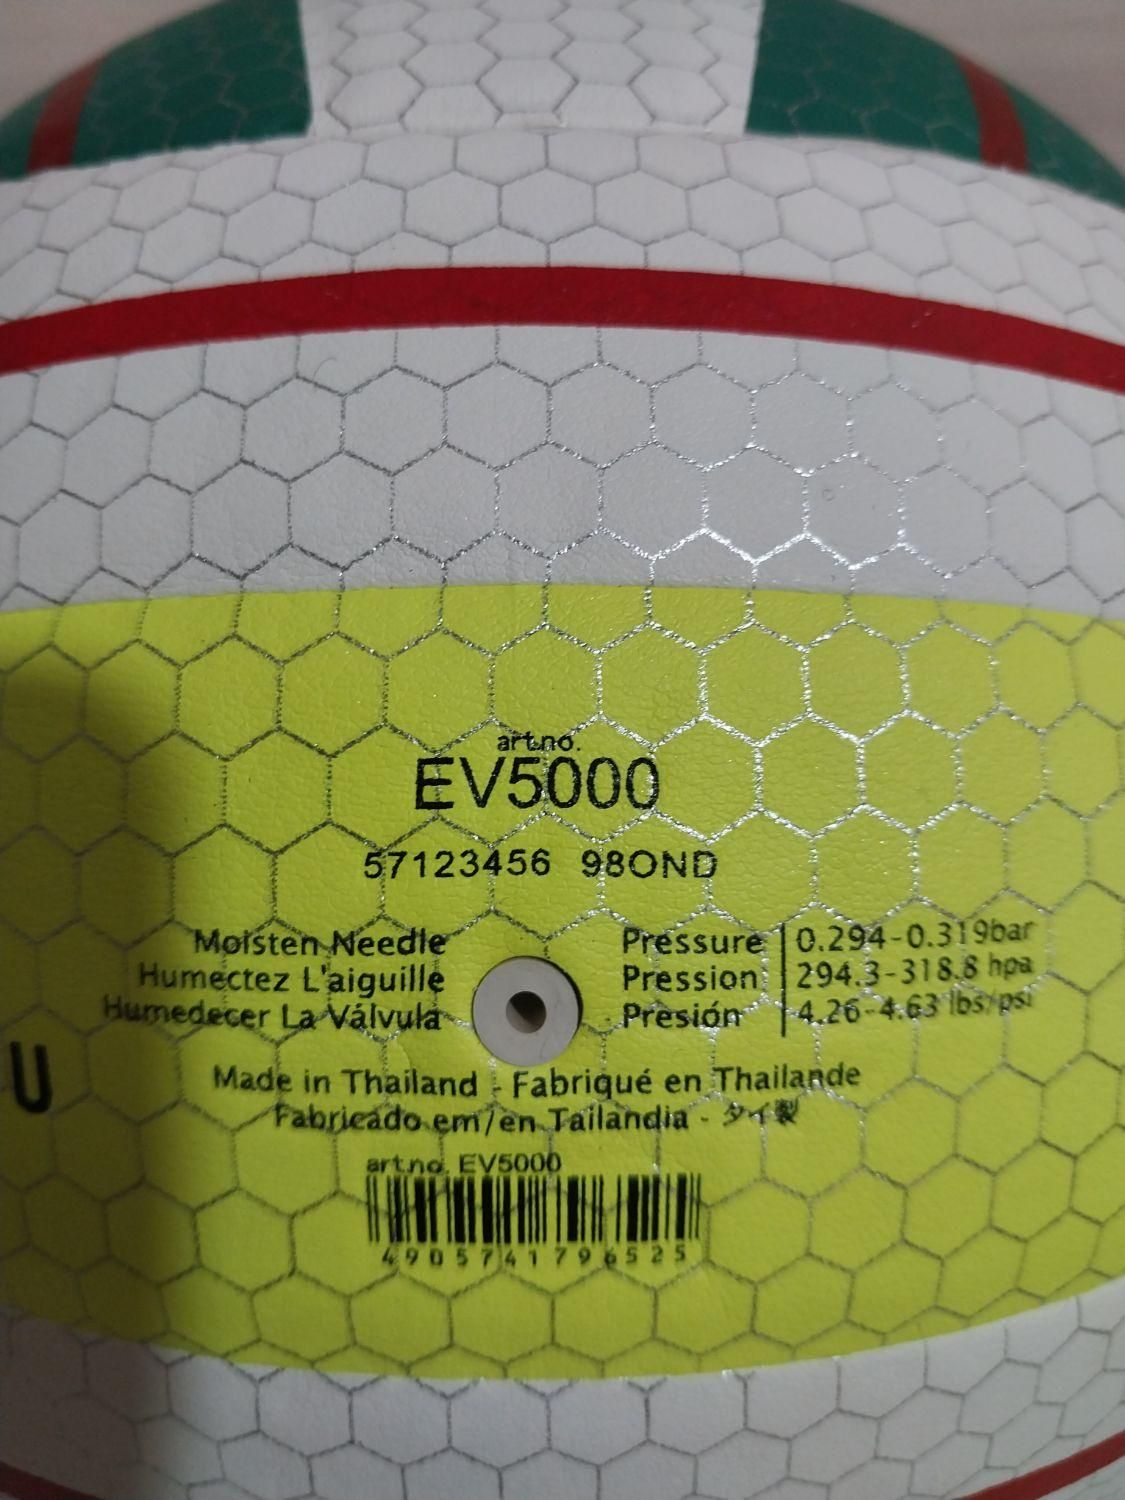 art.no.
EV5000
57123456 98OND
Moisten Needle
Humectez L'aiguille
Humedecer La Válvula
Pressure 0.294-0.319bar
Pression 294.3-318.8 hpa
Presión 4.26-4.63 lbs/psi
U
Made in Thailand - Fabriqué en Thaïlande
Fabricado em/en Tailandia - タイ製
art.no. EV5000
4905741796525